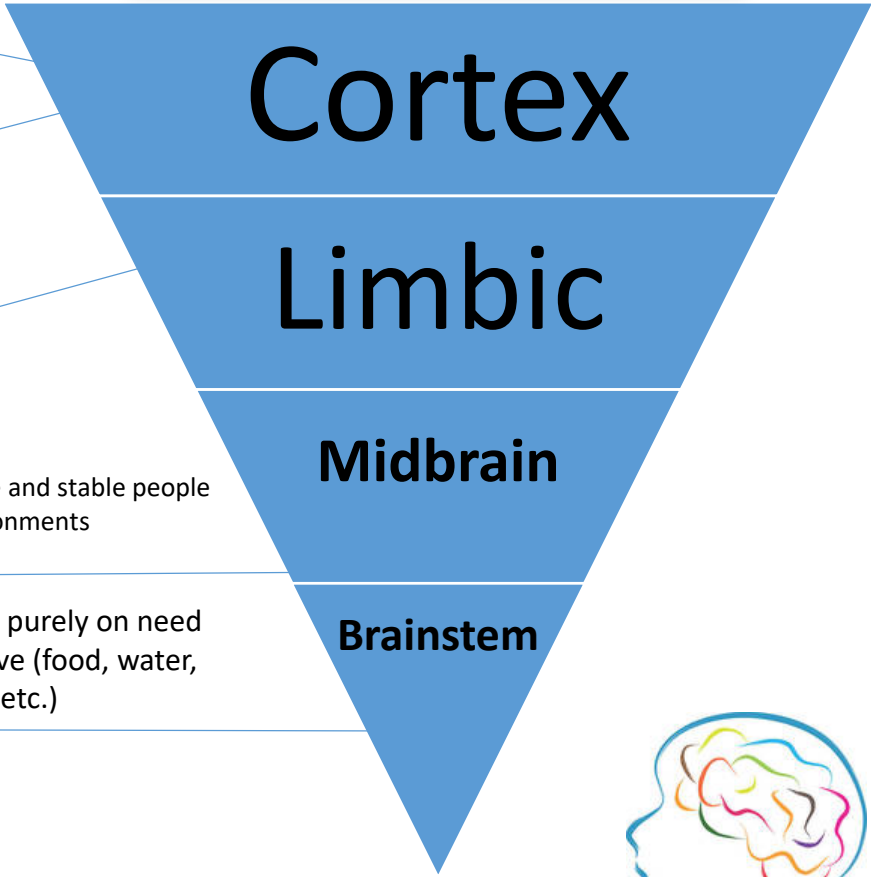 Cortex
Limbic
Midbrain
and stable people
onments
purely on need
ve (food, water,
etc.)
Brainstem